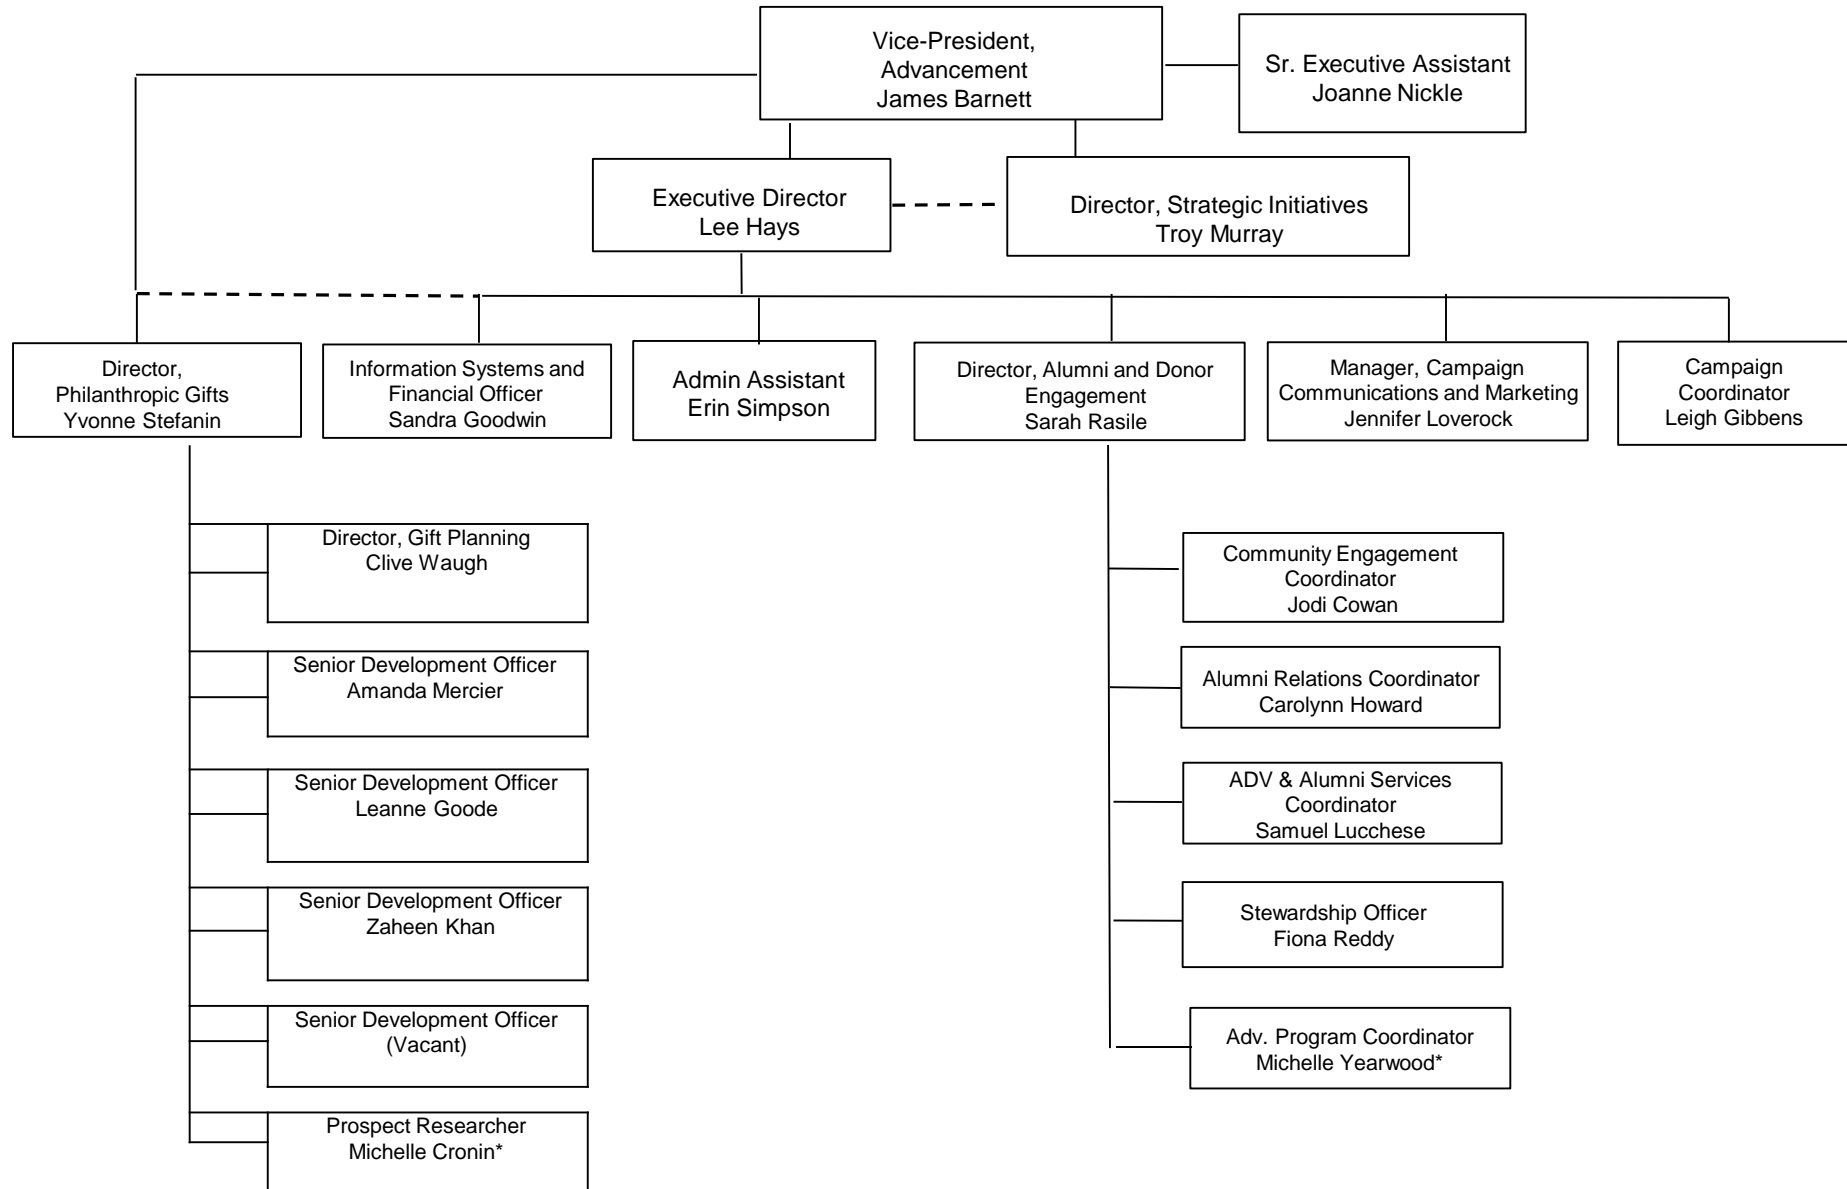 Vice-President,
Advancement
James Barnett
Sr. Executive Assistant
Joanne Nickle
Executive Director
Lee Hays
Director, Strategic Initiatives
Troy Murray
Director,
Philanthropic Gifts
Yvonne Stefanin
Information Systems and
Financial Officer
Sandra Goodwin
Admin Assistant
Erin Simpson
Director, Alumni and Donor
Engagement
Sarah Rasile
Manager, Campaign
Communications and Marketing
Jennifer Loverock
Campaign
Coordinator
Leigh Gibbens
Director, Gift Planning
Clive Waugh
Senior Development Officer
Amanda Mercier
Senior Development Officer
Leanne Goode
Senior Development Officer
Zaheen Khan
Senior Development Officer
(Vacant)
Prospect Researcher
Michelle Cronin*
Community Engagement
Coordinator
Jodi Cowan
Alumni Relations Coordinator
Carolynn Howard
ADV & Alumni Services
Coordinator
Samuel Lucchese
Stewardship Officer
Fiona Reddy
Adv. Program Coordinator
Michelle Yearwood*